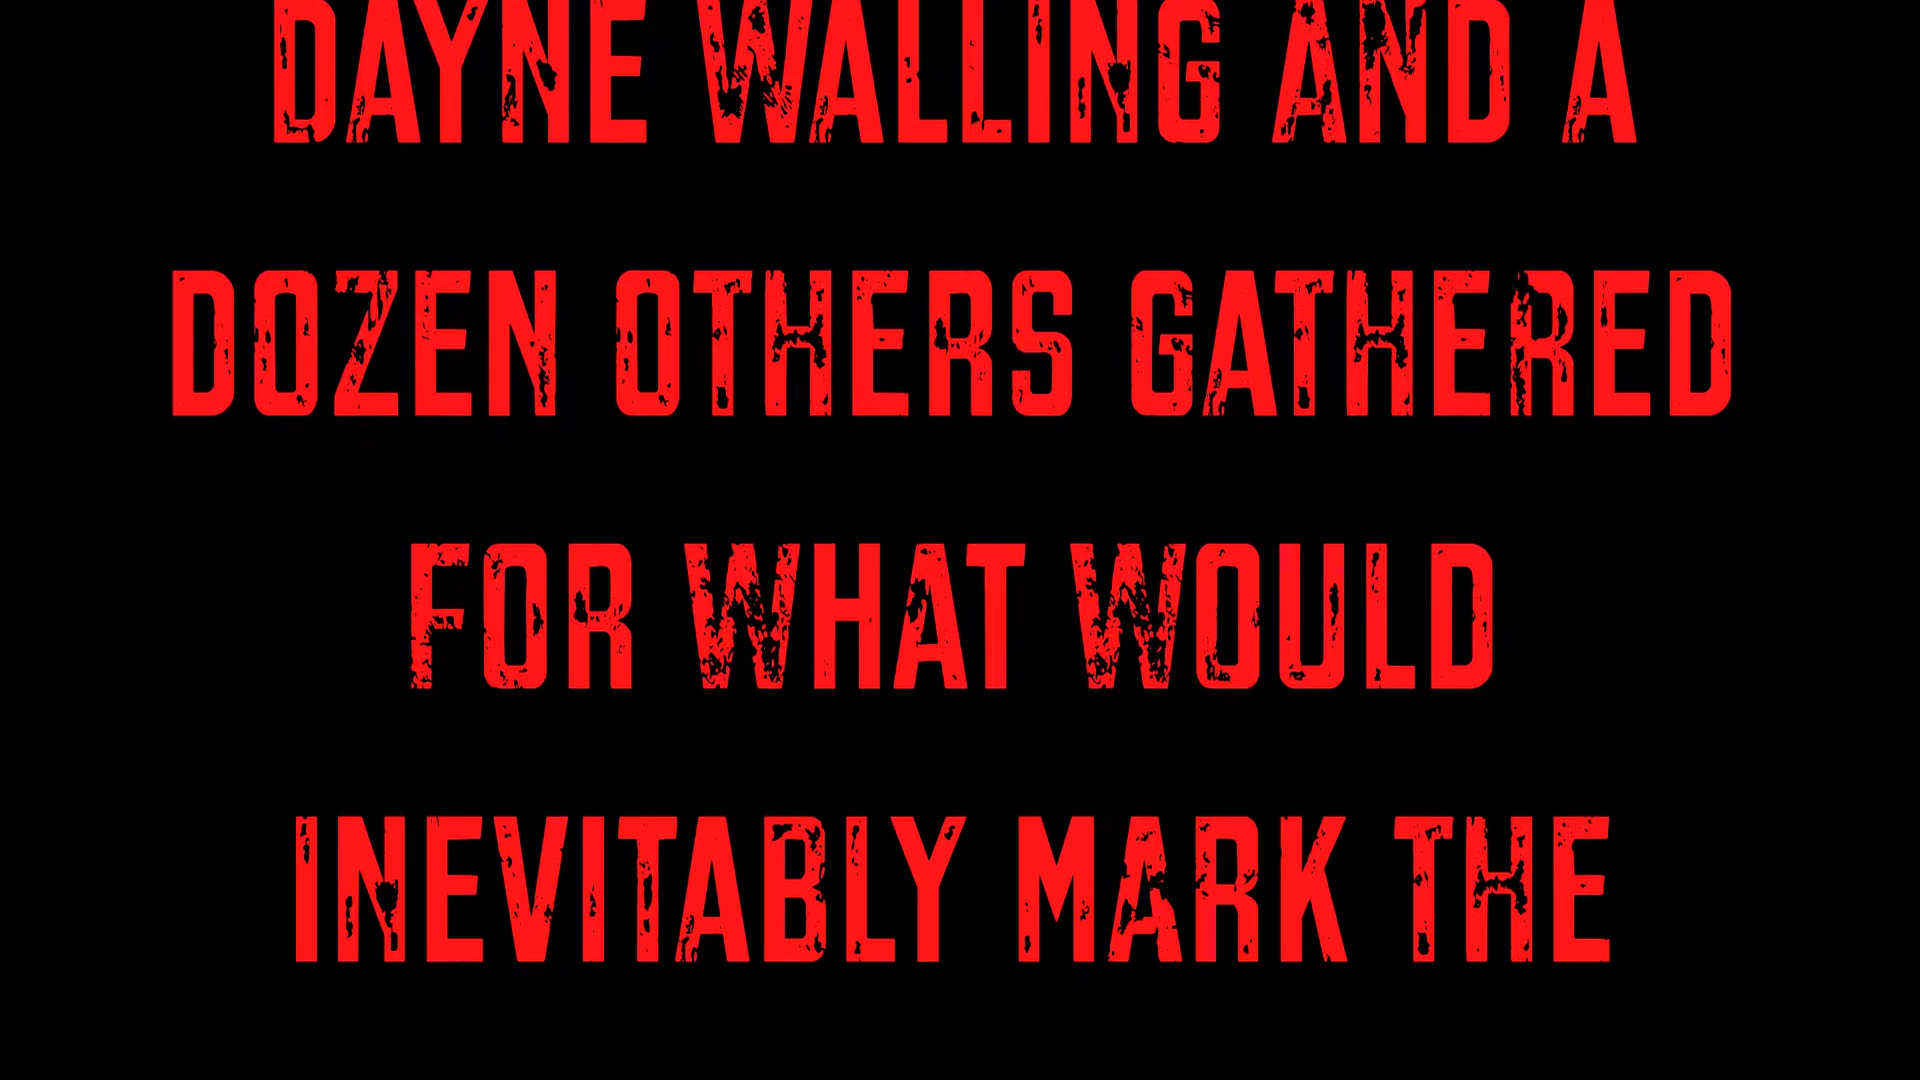 DAYNE WALLING AND A
DOZEN OTHERS GATHERED
FOR WHAT WOULD
INEVITABLY MARK THE